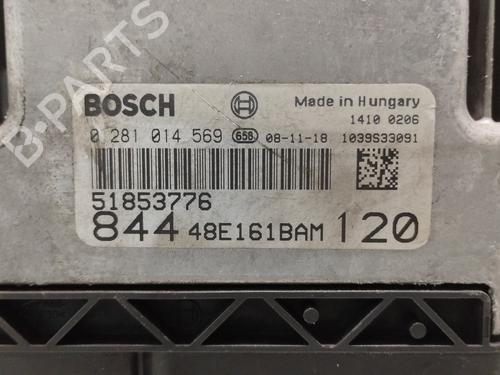 B-PARTS
BOSCH
Made in Hungary
1410 0206
0 281 014 569 658 08-11-18 1039S33091
51853776
844 48E161BAM 120